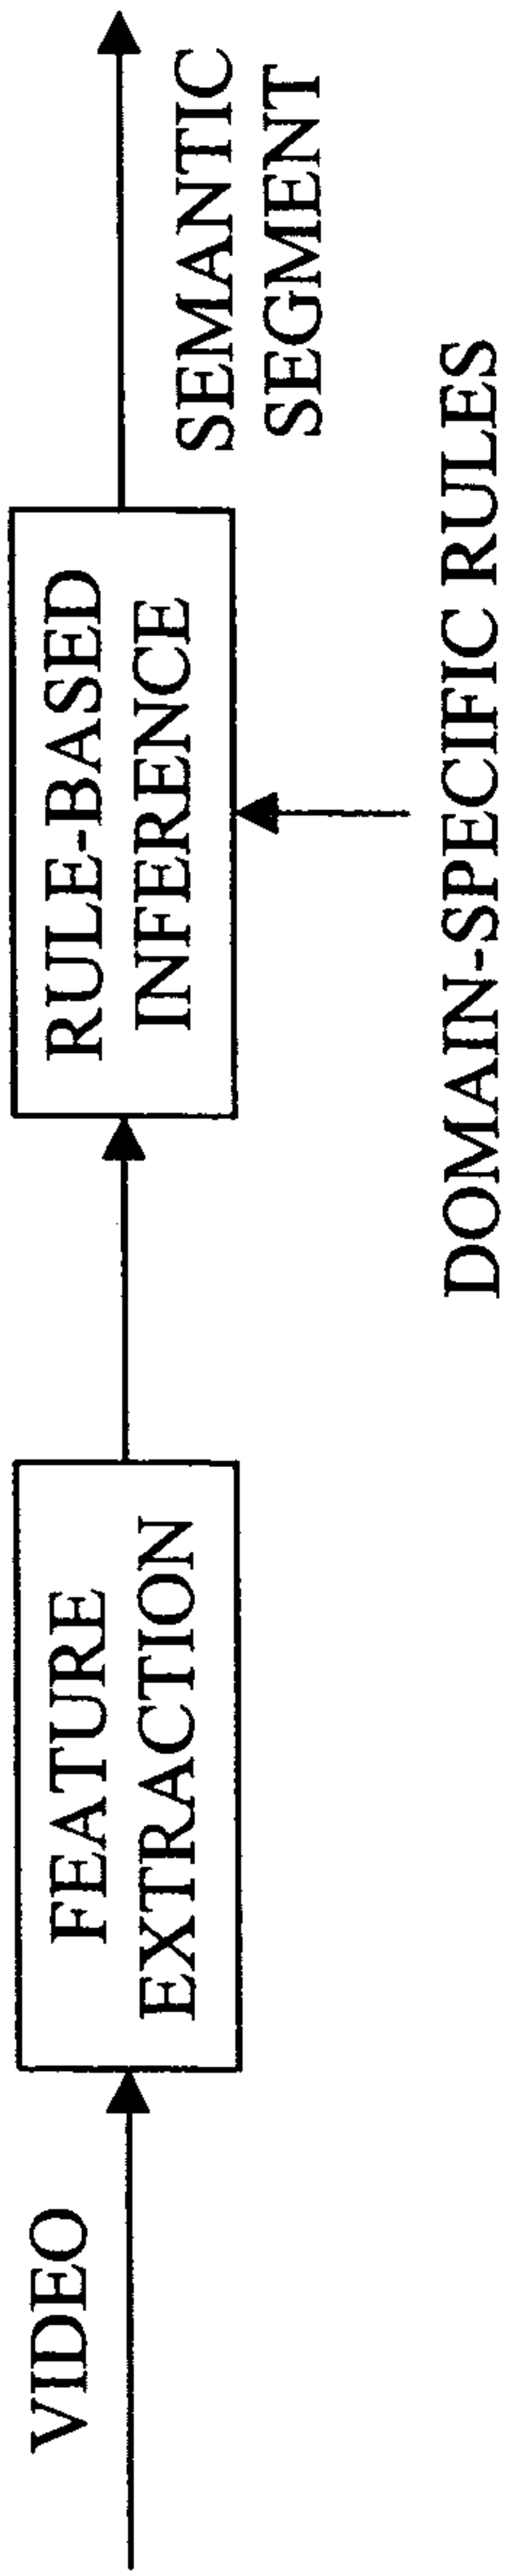 VIDEO
FEATURE
EXTRACTION
RULE-BASED
INFERENCE
SEMANTIC
SEGMENT
DOMAIN-SPECIFIC RULES